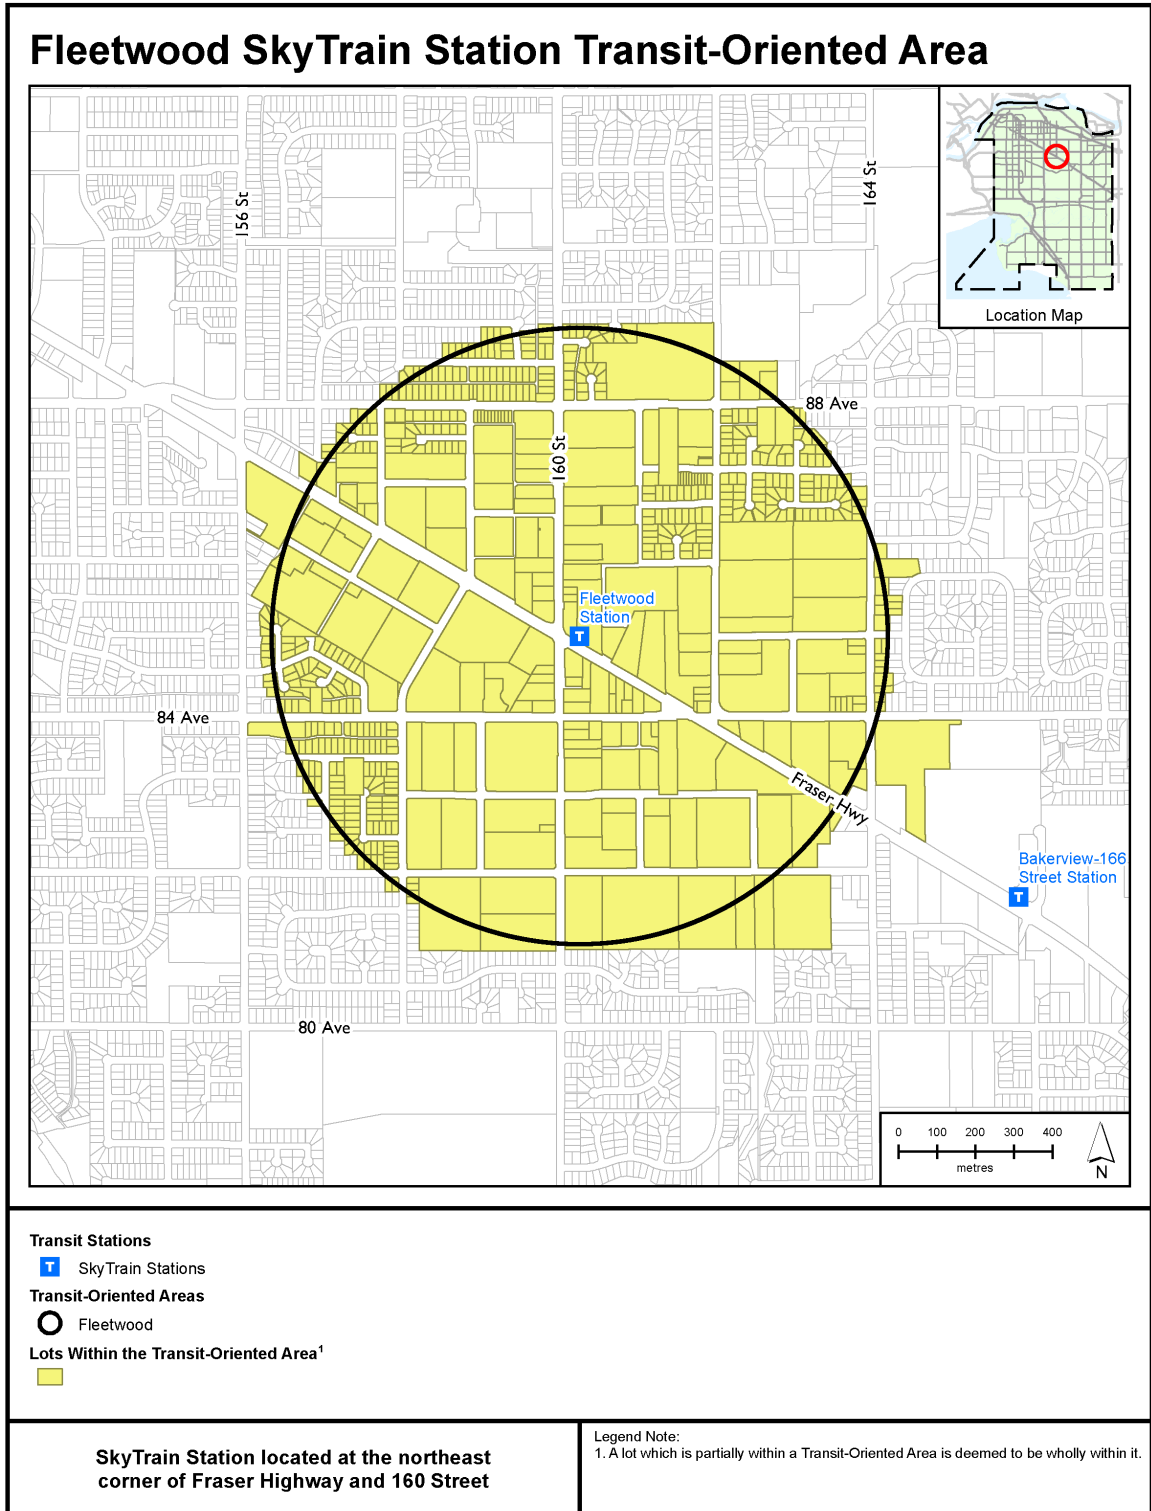 Fleetwood SkyTrain Station Transit-Oriented Area
156 St
164 St
Location Map
88 Ave
160 St
Fleetwood
Station
T
84 Ave
Fraser Hwy
Bakerview-166
Street Station
T
80 Ave
0 100 200 300 400
metres
N
Transit Stations
T SkyTrain Stations
Transit-Oriented Areas
Fleetwood
Lots Within the Transit-Oriented Area1
SkyTrain Station located at the northeast
corner of Fraser Highway and 160 Street
Legend Note:
1. A lot which is partially within a Transit-Oriented Area is deemed to be wholly within it.